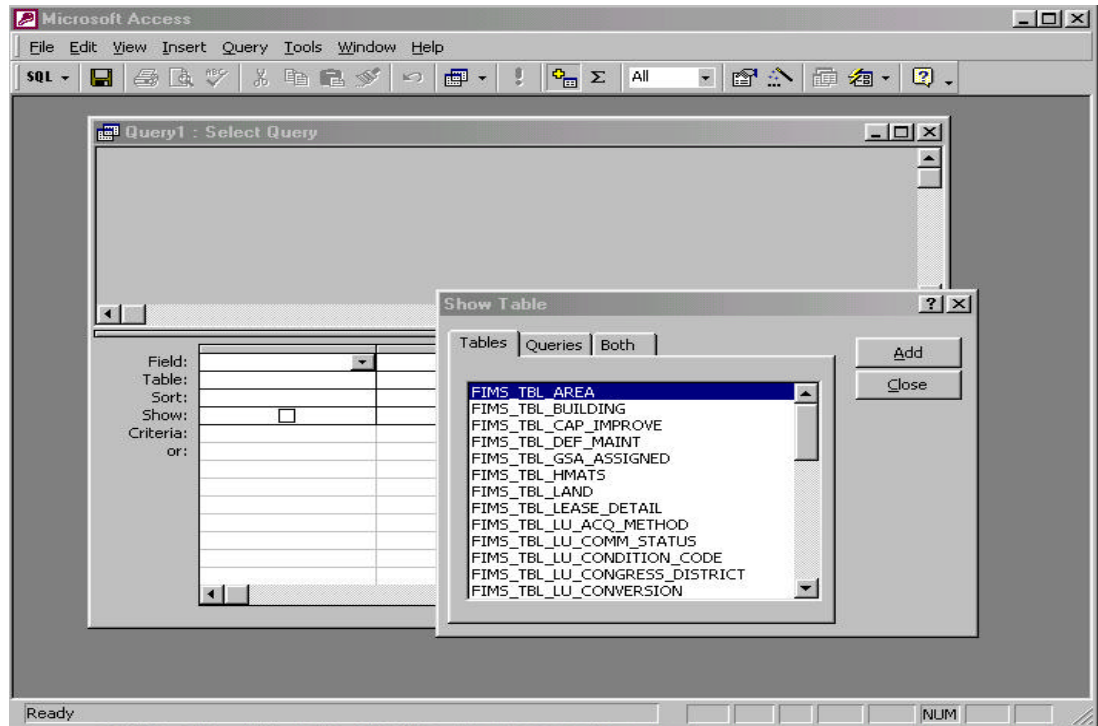 Microsoft Access
File Edit View Insert Query Tools Window Help
SQL All
Query1 : Select Query
Show Table
Tables Queries Both
Add
Close
FIMS_TBL_AREA
FIMS_TBL_BUILDING
FIMS_TBL_CAP_IMPROVE
FIMS_TBL_DEF_MAINT
FIMS_TBL_GSA_ASSIGNED
FIMS_TBL_HMATS
FIMS_TBL_LAND
FIMS_TBL_LEASE_DETAIL
FIMS_TBL_LU_ACQ_METHOD
FIMS_TBL_LU_COMM_STATUS
FIMS_TBL_LU_CONDITION_CODE
FIMS_TBL_LU_CONGRESS_DISTRICT
FIMS_TBL_LU_CONVERSION
Field:
Table:
Sort:
Show:
Criteria:
or:
Ready NUM